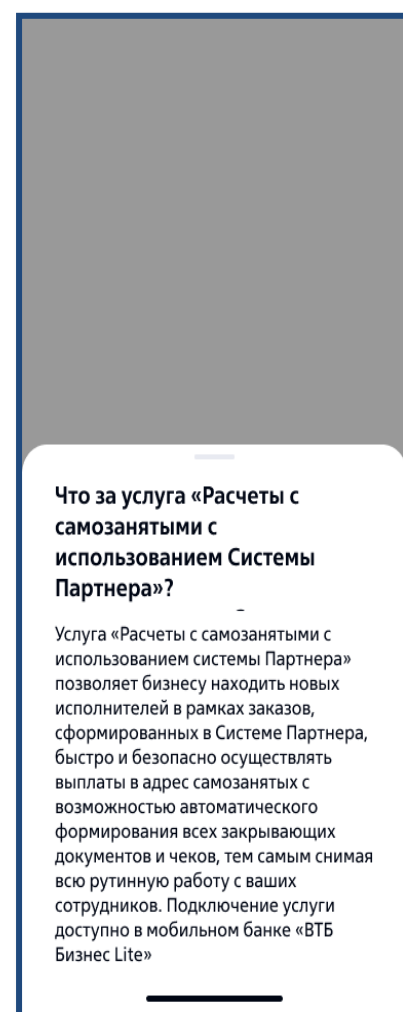 Что за услуга «Расчеты с
самозанятыми с
использованием Системы
Партнера»?
Услуга «Расчеты с самозанятыми с
использованием системы Партнера»
позволяет бизнесу находить новых
исполнителей в рамках заказов,
сформированных в Системе Партнера,
быстро и безопасно осуществлять
выплаты в адрес самозанятых с
возможностью автоматического
формирования всех закрывающих
документов и чеков, тем самым снимая
всю рутинную работу с ваших
сотрудников. Подключение услуги
доступно в мобильном банке «ВТБ
Бизнес Lite»